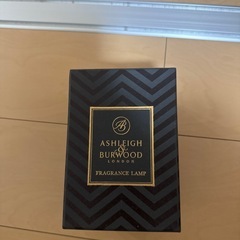 AB
ASHLEIGH
&
BURWOOD
LONDON
FRAGRANCE LAMP